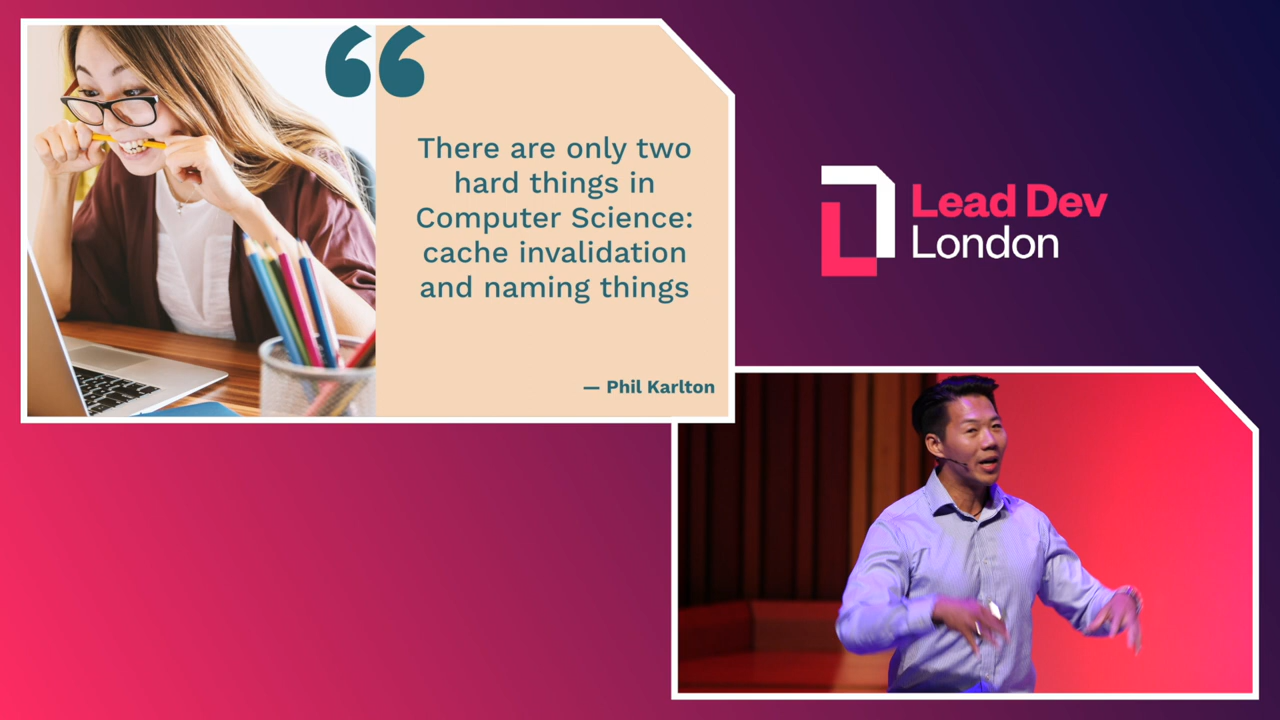 “
There are only two
hard things in
Computer Science:
cache invalidation
and naming things
— Phil Karlton
Lead Dev
London